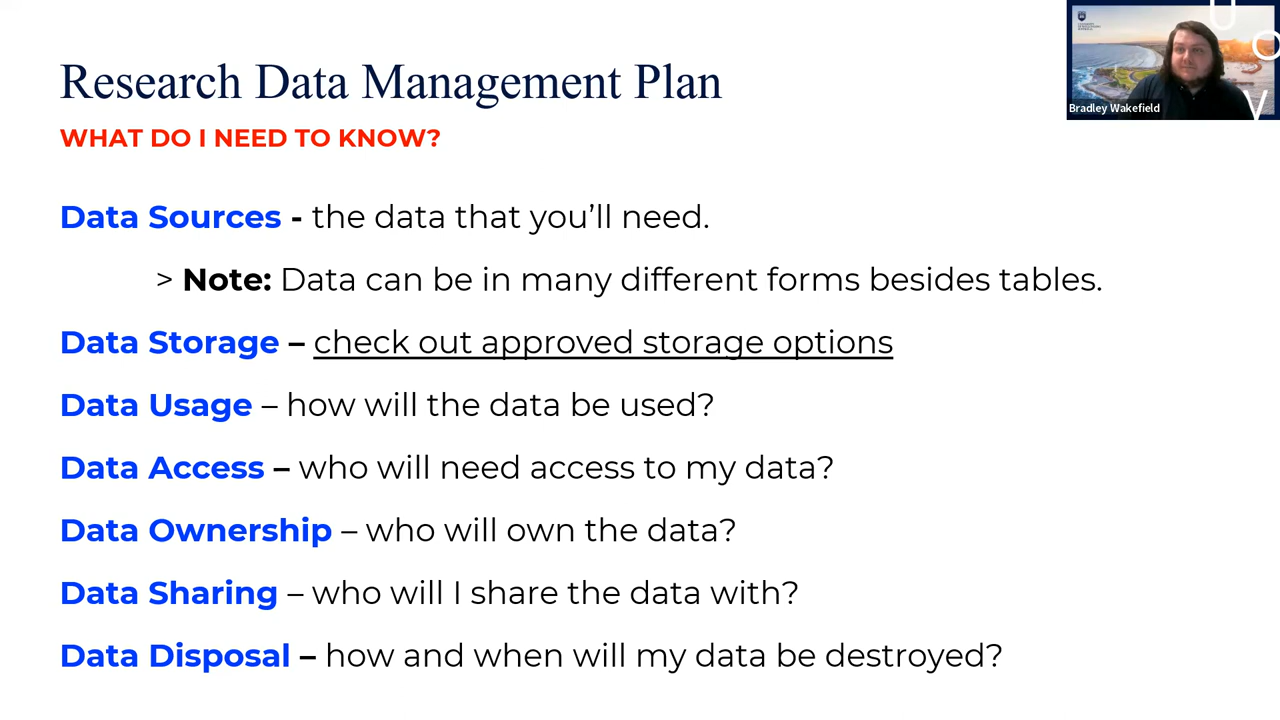 Research Data Management Plan
WHAT DO I NEED TO KNOW?
Data Sources - the data that you’ll need.
> Note: Data can be in many different forms besides tables.
Data Storage – check out approved storage options
Data Usage – how will the data be used?
Data Access – who will need access to my data?
Data Ownership – who will own the data?
Data Sharing – who will I share the data with?
Data Disposal – how and when will my data be destroyed?
U
O
Bradley Wakefield